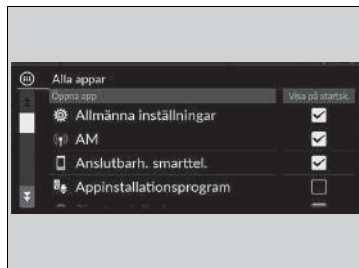 Alla appar
Öppna app Visa på startsk.
Allmänna inställningar
AM
Anslutbarh. smarttel.
Appinstallationsprogram